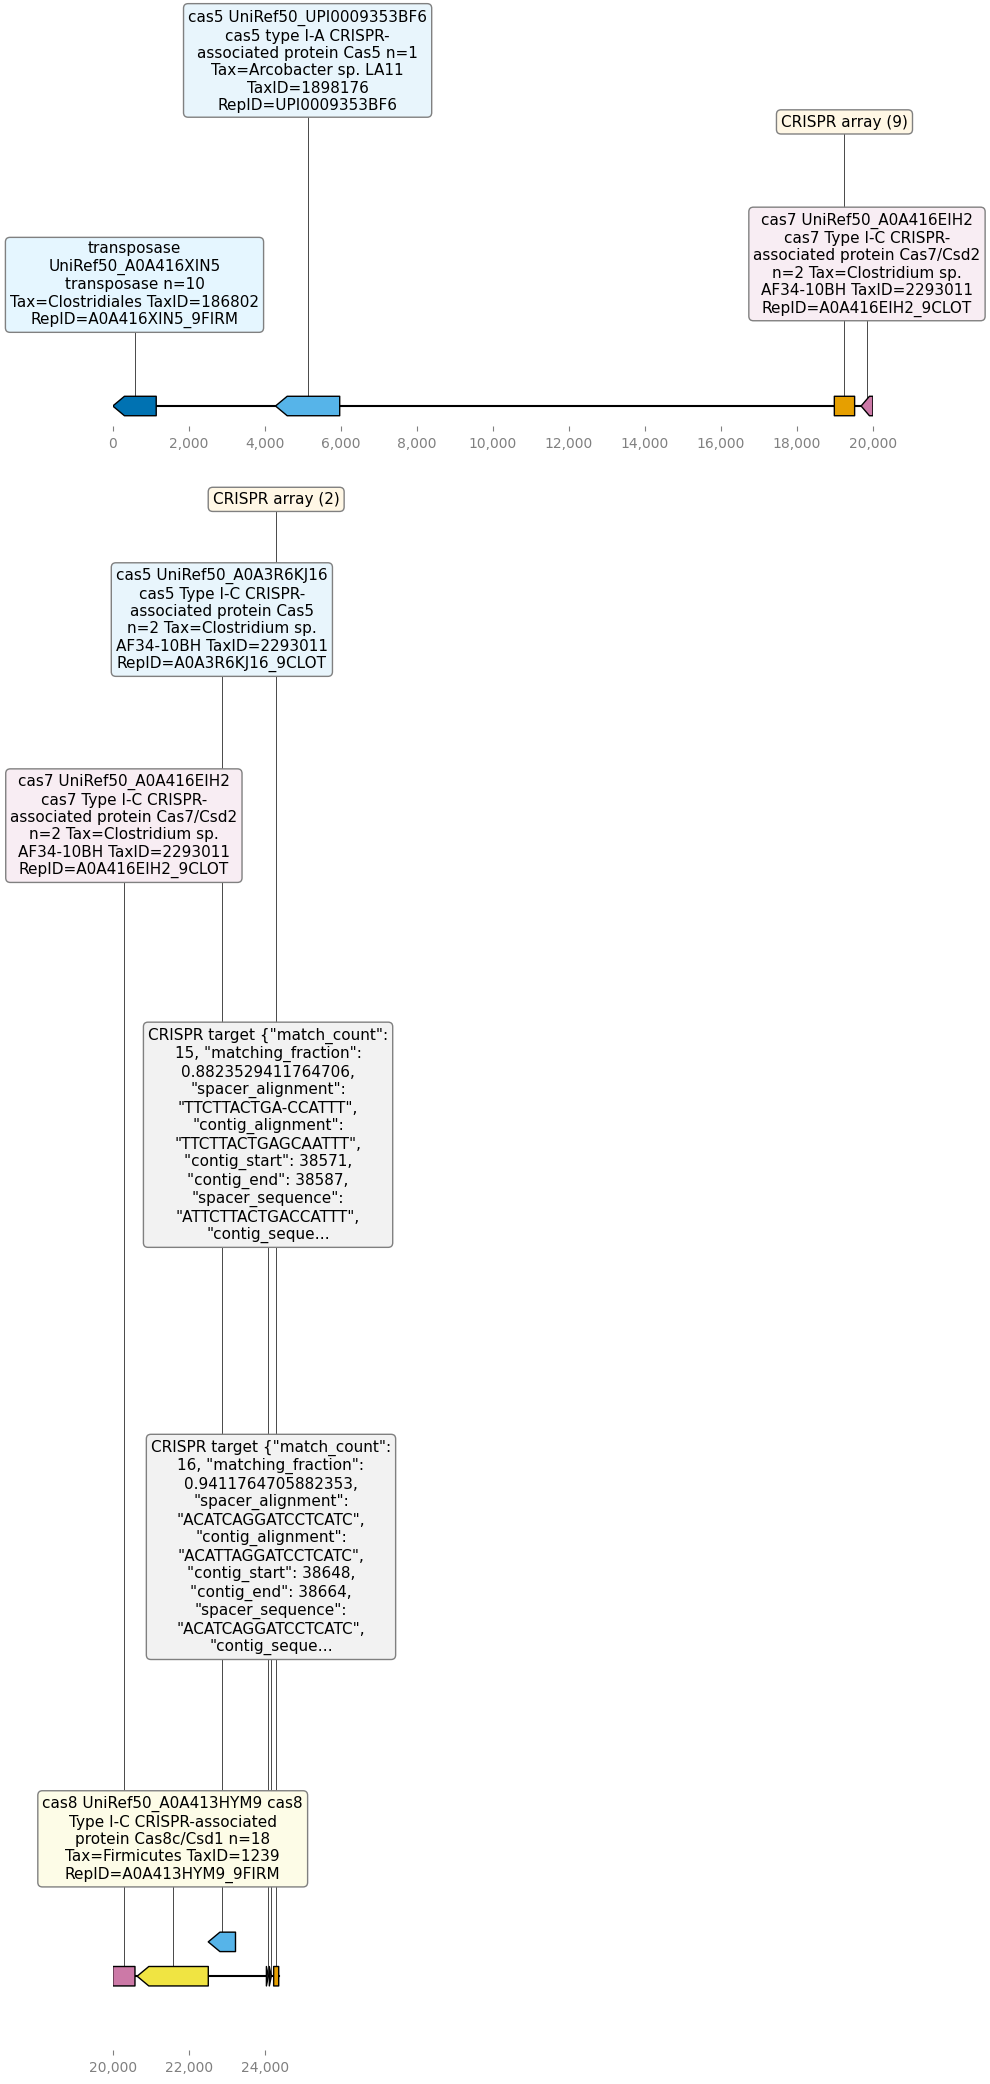 cas5 UniRef50_UPI0009353BF6
cas5 type I-A CRISPR-
associated protein Cas5 n=1
Tax=Arcobacter sp. LA11
TaxID=1898176
RepID=UPI0009353BF6
CRISPR array (9)
cas7 UniRef50_A0A416EIH2
cas7 Type I-C CRISPR-
associated protein Cas7/Csd2
n=2 Tax=Clostridium sp.
AF34-10BH TaxID=2293011
RepID=A0A416EIH2_9CLOT
transposase
UniRef50_A0A416XIN5
transposase n=10
Tax=Clostridiales TaxID=186802
RepID=A0A416XIN5_9FIRM
0 2,000 4,000 6,000 8,000 10,000 12,000 14,000 16,000 18,000 20,000
CRISPR array (2)
cas5 UniRef50_A0A3R6KJ16
cas5 Type I-C CRISPR-
associated protein Cas5
n=2 Tax=Clostridium sp.
AF34-10BH TaxID=2293011
RepID=A0A3R6KJ16_9CLOT
cas7 UniRef50_A0A416EIH2
cas7 Type I-C CRISPR-
associated protein Cas7/Csd2
n=2 Tax=Clostridium sp.
AF34-10BH TaxID=2293011
RepID=A0A416EIH2_9CLOT
CRISPR target {"match_count":
15, "matching_fraction":
0.8823529411764706,
"spacer_alignment":
"TTCTTACTGA-CCATTT",
"contig_alignment":
"TTCTTACTGAGCAATTT",
"contig_start": 38571,
"contig_end": 38587,
"spacer_sequence":
"ATTCTTACTGACCATTT",
"contig_seque...
CRISPR target {"match_count":
16, "matching_fraction":
0.9411764705882353,
"spacer_alignment":
"ACATCAGGATCCTCATC",
"contig_alignment":
"ACATTAGGATCCTCATC",
"contig_start": 38648,
"contig_end": 38664,
"spacer_sequence":
"ACATCAGGATCCTCATC",
"contig_seque...
cas8 UniRef50_A0A413HYM9 cas8
Type I-C CRISPR-associated
protein Cas8c/Csd1 n=18
Tax=Firmicutes TaxID=1239
RepID=A0A413HYM9_9FIRM
20,000 22,000 24,000